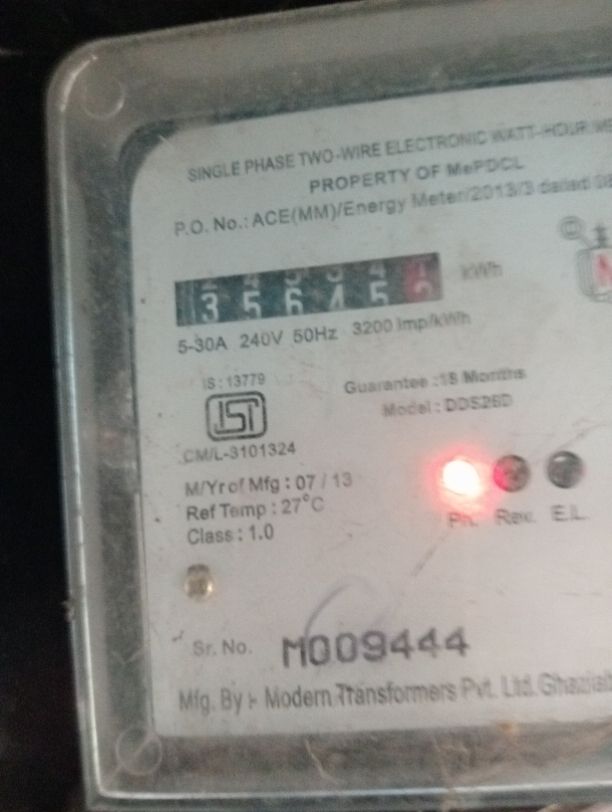 SINGLE PHASE TWO-WIRE ELECTRONIC WATT-HOUR
PROPERTY OF MePDCL
P.O. No.: ACE(MM)/Energy Meter/2013/3 dated
3 5 6 4 5 kWh
5-30A 240V 50Hz 3200 Imp/kWh
IS : 13779
Guarantee : 18 Months
Model : DDS26D
ISI
CM/L-3101324
M/Yr of Mfg : 07 / 13
Ref Temp : 27°C
Class : 1.0
Ph. Rev. E.L.
Sr. No. M009444
Mfg. By :- Modern Transformers Pvt. Ltd.